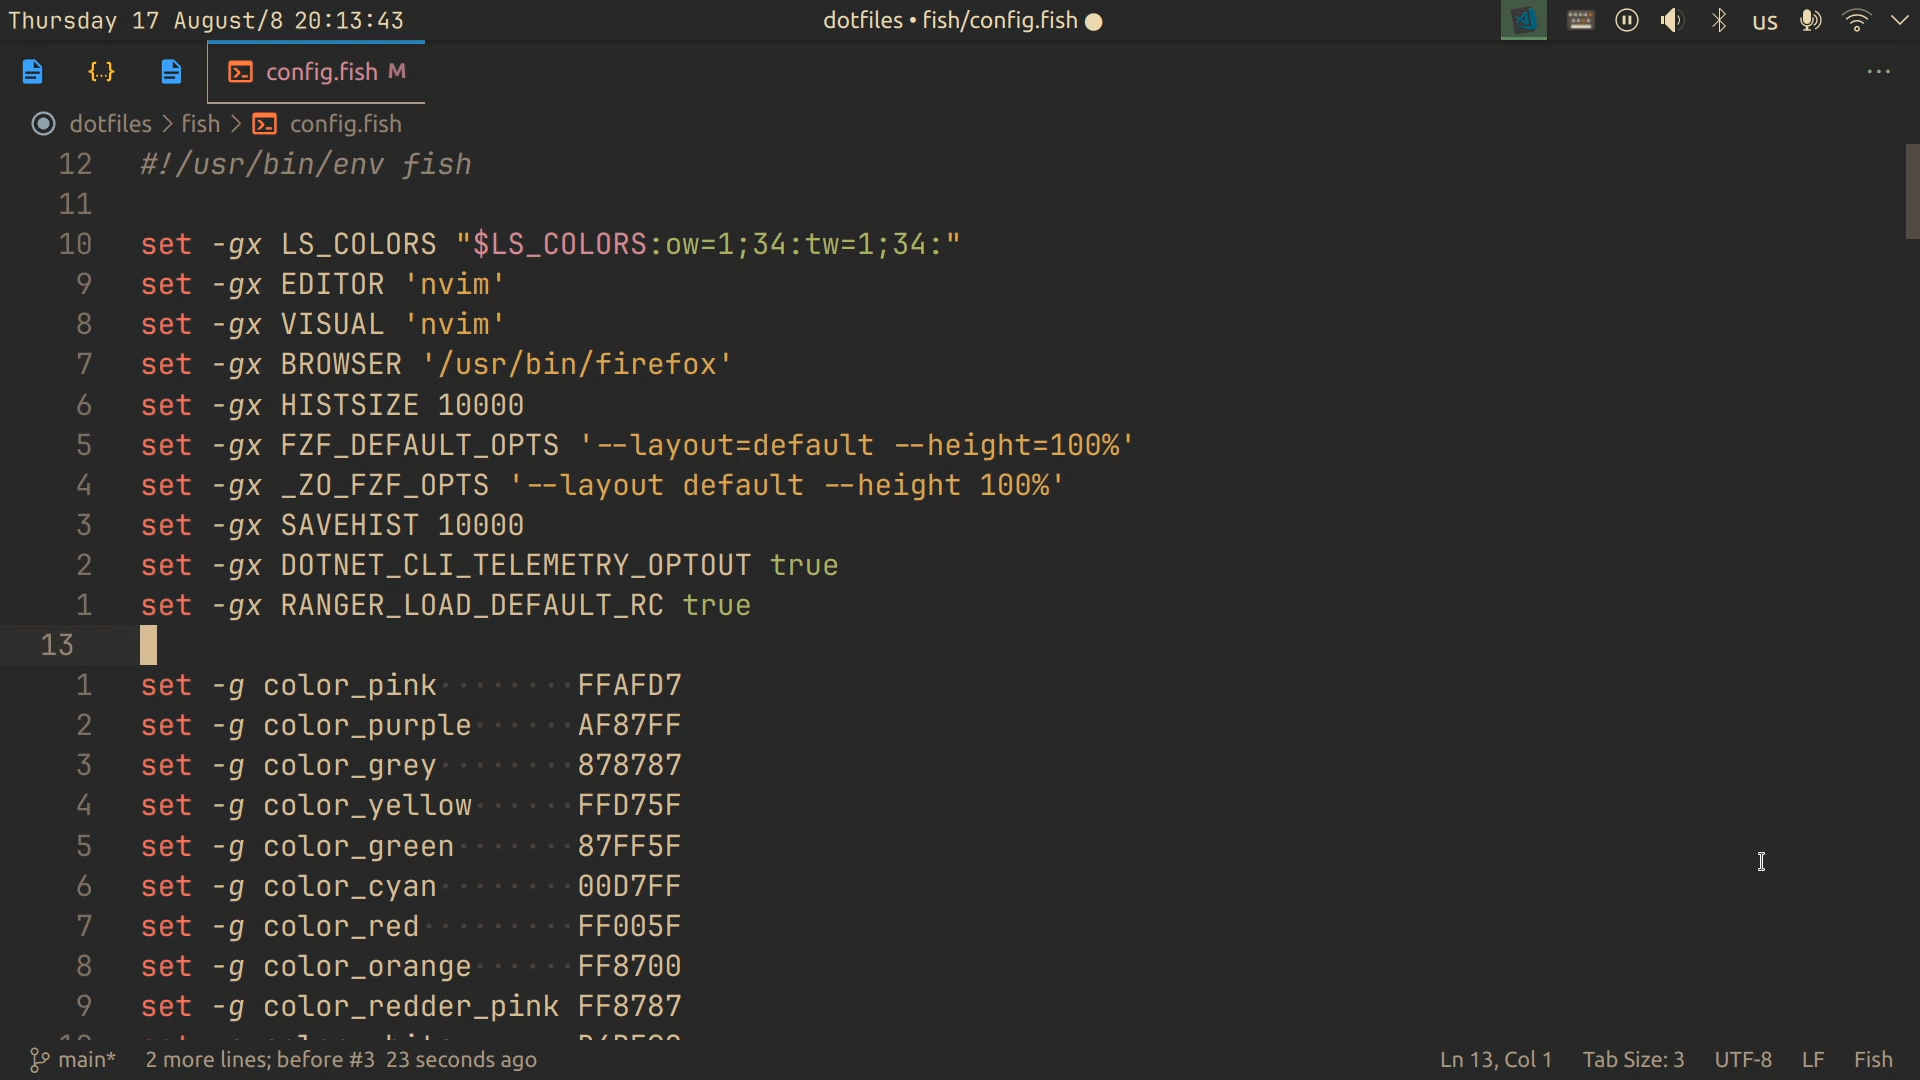 Thursday 17 August/8 20:13:43
dotfiles • fish/config.fish
us
{..}
config.fish M
...
dotfiles > fish > config.fish
12 #!/usr/bin/env fish
11
10 set -gx LS_COLORS "$LS_COLORS:ow=1;34:tw=1;34:"
9 set -gx EDITOR 'nvim'
8 set -gx VISUAL 'nvim'
7 set -gx BROWSER '/usr/bin/firefox'
6 set -gx HISTSIZE 10000
5 set -gx FZF_DEFAULT_OPTS '--layout=default --height=100%'
4 set -gx _ZO_FZF_OPTS '--layout default --height 100%'
3 set -gx SAVEHIST 10000
2 set -gx DOTNET_CLI_TELEMETRY_OPTOUT true
1 set -gx RANGER_LOAD_DEFAULT_RC true
13
1 set -g color_pink········FFAFD7
2 set -g color_purple······AF87FF
3 set -g color_grey········878787
4 set -g color_yellow······FFD75F
5 set -g color_green·······87FF5F
6 set -g color_cyan········00D7FF
7 set -g color_red·········FF005F
8 set -g color_orange······FF8700
9 set -g color_redder_pink FF8787
main* 2 more lines; before #3 23 seconds ago
Ln 13, Col 1 Tab Size: 3 UTF-8 LF Fish